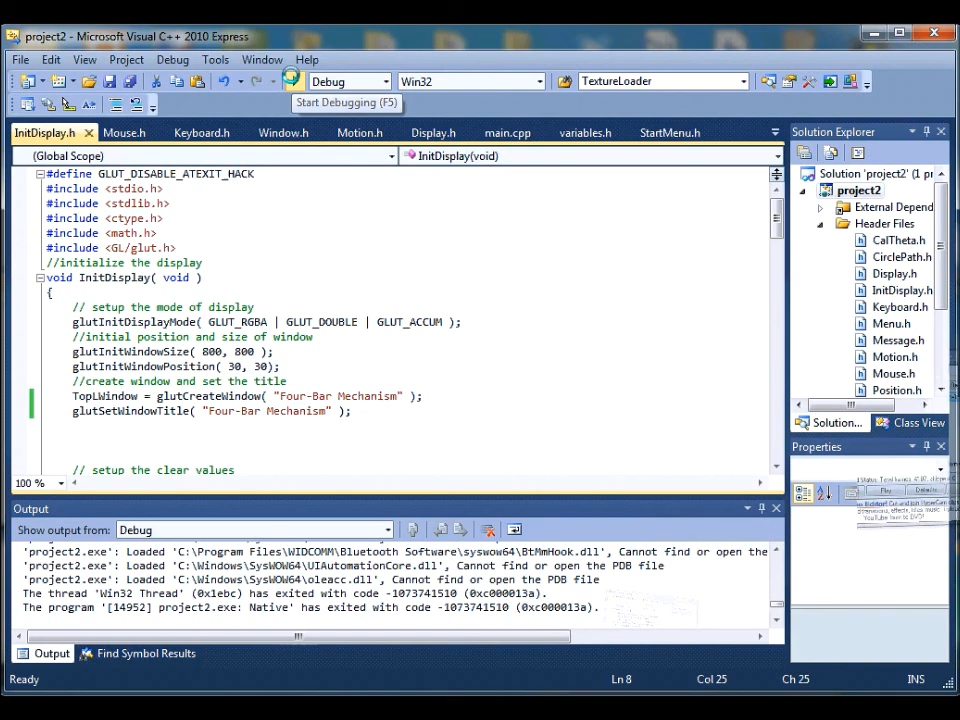 project2 - Microsoft Visual C++ 2010 Express
File Edit View Project Debug Tools Window Help
Debug Win32 TextureLoader
Start Debugging (F5)
InitDisplay.h Mouse.h Keyboard.h Window.h Motion.h Display.h main.cpp variables.h StartMenu.h
(Global Scope) InitDisplay(void)
#define GLUT_DISABLE_ATEXIT_HACK
#include <stdio.h>
#include <stdlib.h>
#include <ctype.h>
#include <math.h>
#include <GL/glut.h>
//initialize the display
void InitDisplay( void )
{
// setup the mode of display
glutInitDisplayMode( GLUT_RGBA | GLUT_DOUBLE | GLUT_ACCUM );
//initial position and size of window
glutInitWindowSize( 800, 800 );
glutInitWindowPosition( 30, 30);
//create window and set the title
TopLWindow = glutCreateWindow( "Four-Bar Mechanism" );
glutSetWindowTitle( "Four-Bar Mechanism" );
// setup the clear values
100 %
Solution Explorer
Solution 'project2' (1 pr
project2
External Depend
Header Files
CalTheta.h
CirclePath.h
Display.h
InitDisplay.h
Keyboard.h
Menu.h
Message.h
Motion.h
Mouse.h
Position.h
Solution... Class View
Properties
Output
Show output from: Debug
'project2.exe': Loaded 'C:\Program Files\WIDCOMM\Bluetooth Software\syswow64\BtMmHook.dll', Cannot find or open the
'project2.exe': Loaded 'C:\Windows\SysWOW64\UIAutomationCore.dll', Cannot find or open the PDB file
'project2.exe': Loaded 'C:\Windows\SysWOW64\oleacc.dll', Cannot find or open the PDB file
The thread 'Win32 Thread' (0x1ebc) has exited with code -1073741510 (0xc000013a).
The program '[14952] project2.exe: Native' has exited with code -1073741510 (0xc000013a).
Output Find Symbol Results
Ready Ln 8 Col 25 Ch 25 INS